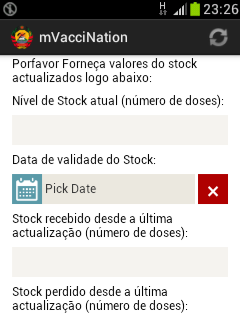 H
23:26
mVacciNation
Porfavor Forneça valores do stock
actualizados logo abaixo:
Nível de Stock atual (número de doses):
Data de validade do Stock:
Pick Date
Stock recebido desde a última
actualização (número de doses):
Stock perdido desde a última
actualização (número de doses):